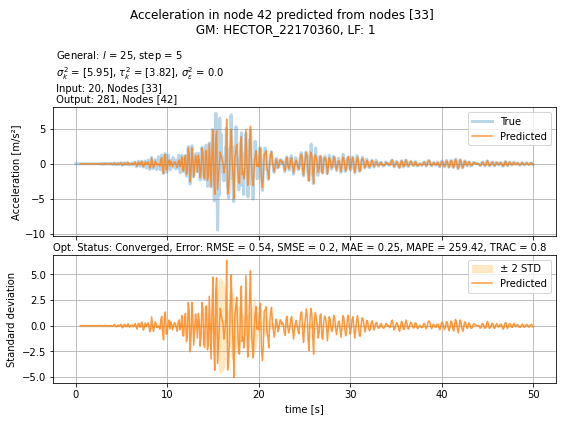 Acceleration in node 42 predicted from nodes [33]
GM: HECTOR_22170360, LF: 1
General: l = 25, step = 5
σ²ₖ = [5.95], τ²ₖ = [3.82], σ²ε = 0.0
Input: 20, Nodes [33]
Output: 281, Nodes [42]
Acceleration [m/s²]
5
0
−5
−10
True
Predicted
Opt. Status: Converged, Error: RMSE = 0.54, SMSE = 0.2, MAE = 0.25, MAPE = 259.42, TRAC = 0.8
Standard deviation
5.0
2.5
0.0
−2.5
−5.0
± 2 STD
Predicted
0 10 20 30 40 50
time [s]